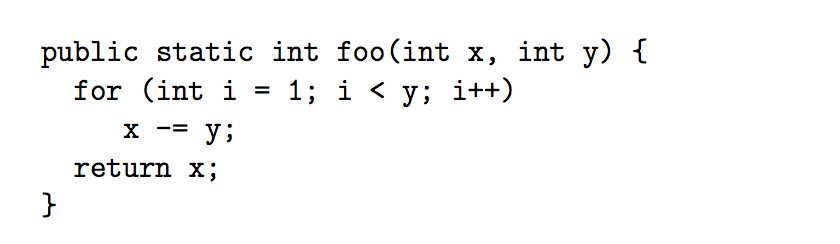 public static int foo(int x, int y) {
  for (int i = 1; i < y; i++)
     x -= y;
  return x;
}